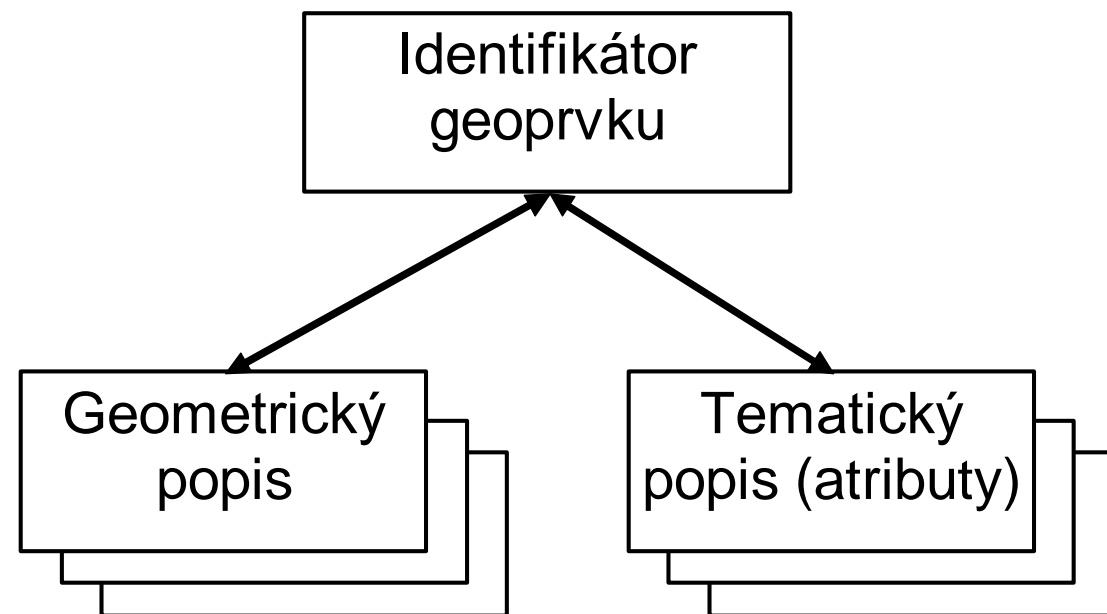 Identifikátor
geoprvku
Geometrický
popis
Tematický
popis (atributy)